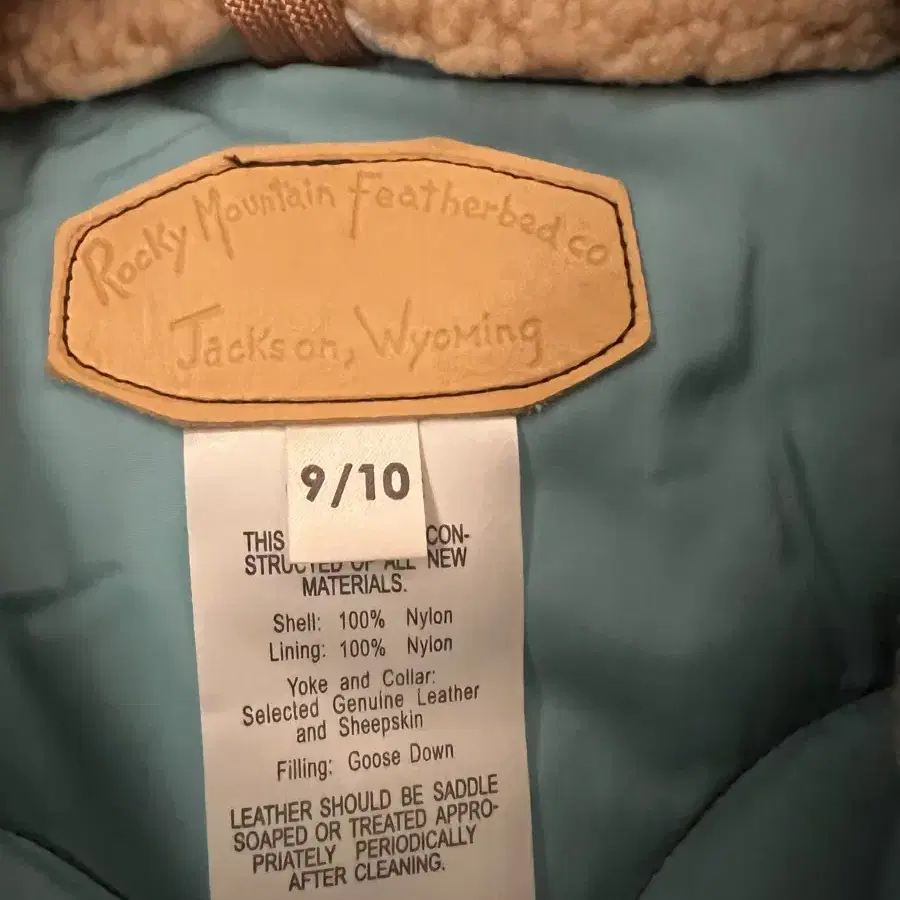 Rocky Mountain Featherbed co
Jackson, Wyoming
9/10
THIS CON-
STRUCTED OF ALL NEW
MATERIALS.
Shell: 100% Nylon
Lining: 100% Nylon
Yoke and Collar:
Selected Genuine Leather
and Sheepskin
Filling: Goose Down
LEATHER SHOULD BE SADDLE
SOAPED OR TREATED APPRO-
PRIATELY PERIODICALLY
AFTER CLEANING.